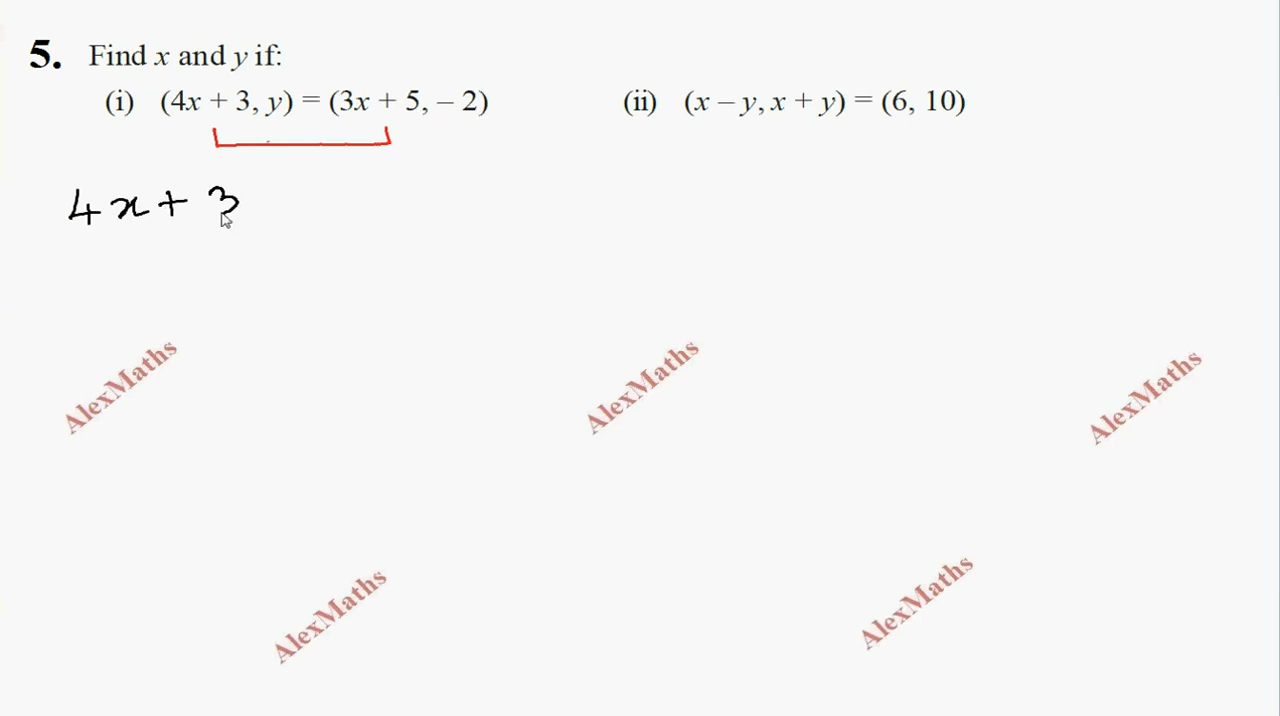 5. Find x and y if:
(i) (4x + 3, y) = (3x + 5, – 2) (ii) (x – y, x + y) = (6, 10)
4x + 3
AlexMaths
AlexMaths
AlexMaths
AlexMaths
AlexMaths